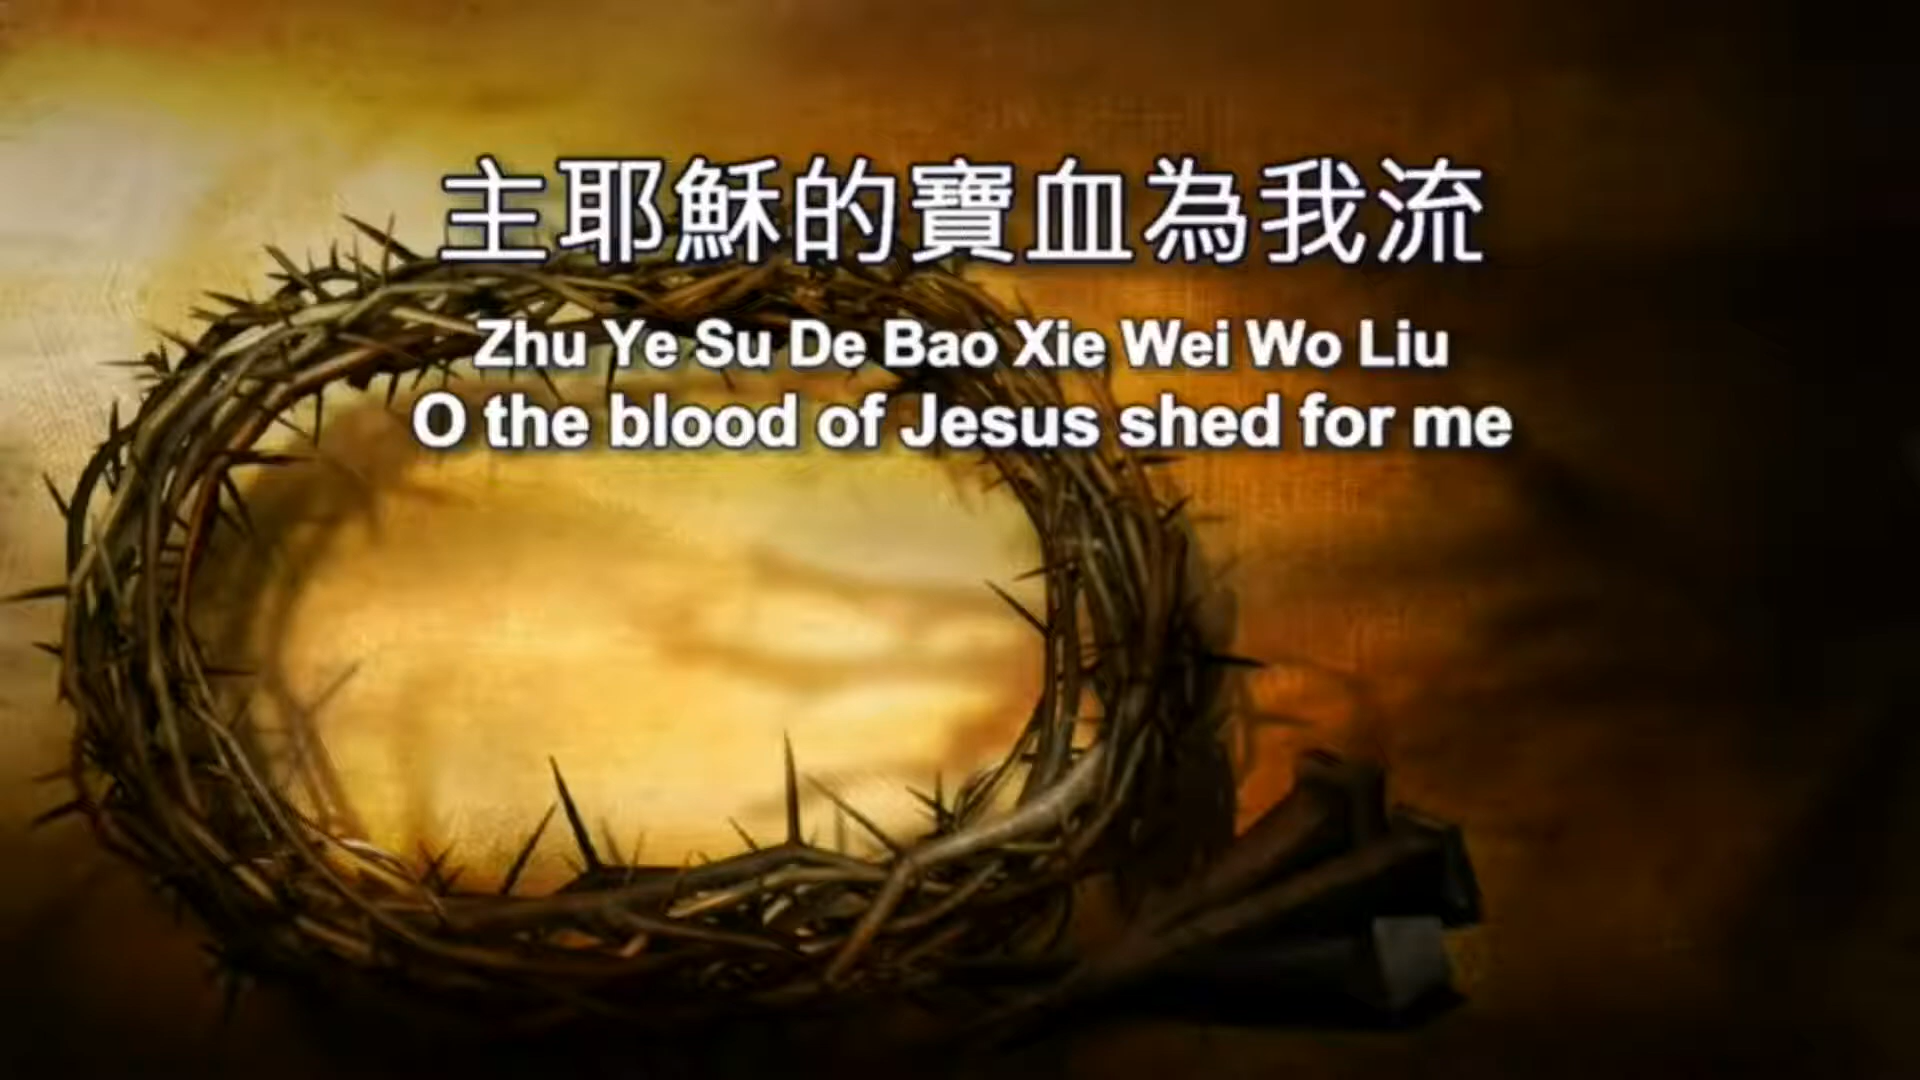 主耶穌的寶血為我流
Zhu Ye Su De Bao Xie Wei Wo Liu
O the blood of Jesus shed for me